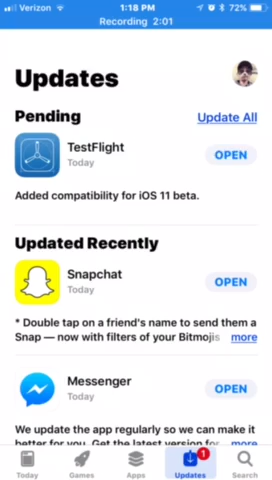 Verizon 1:18 PM 72%
Recording 2:01
Updates
Pending Update All
TestFlight
Today
OPEN
Added compatibility for iOS 11 beta.
Updated Recently
Snapchat
Today
OPEN
* Double tap on a friend's name to send them a
Snap — now with filters of your Bitmojis more
Messenger
Today
OPEN
We update the app regularly so we can make it
better for you. Get the latest version for more
1
Today Games Apps Updates Search